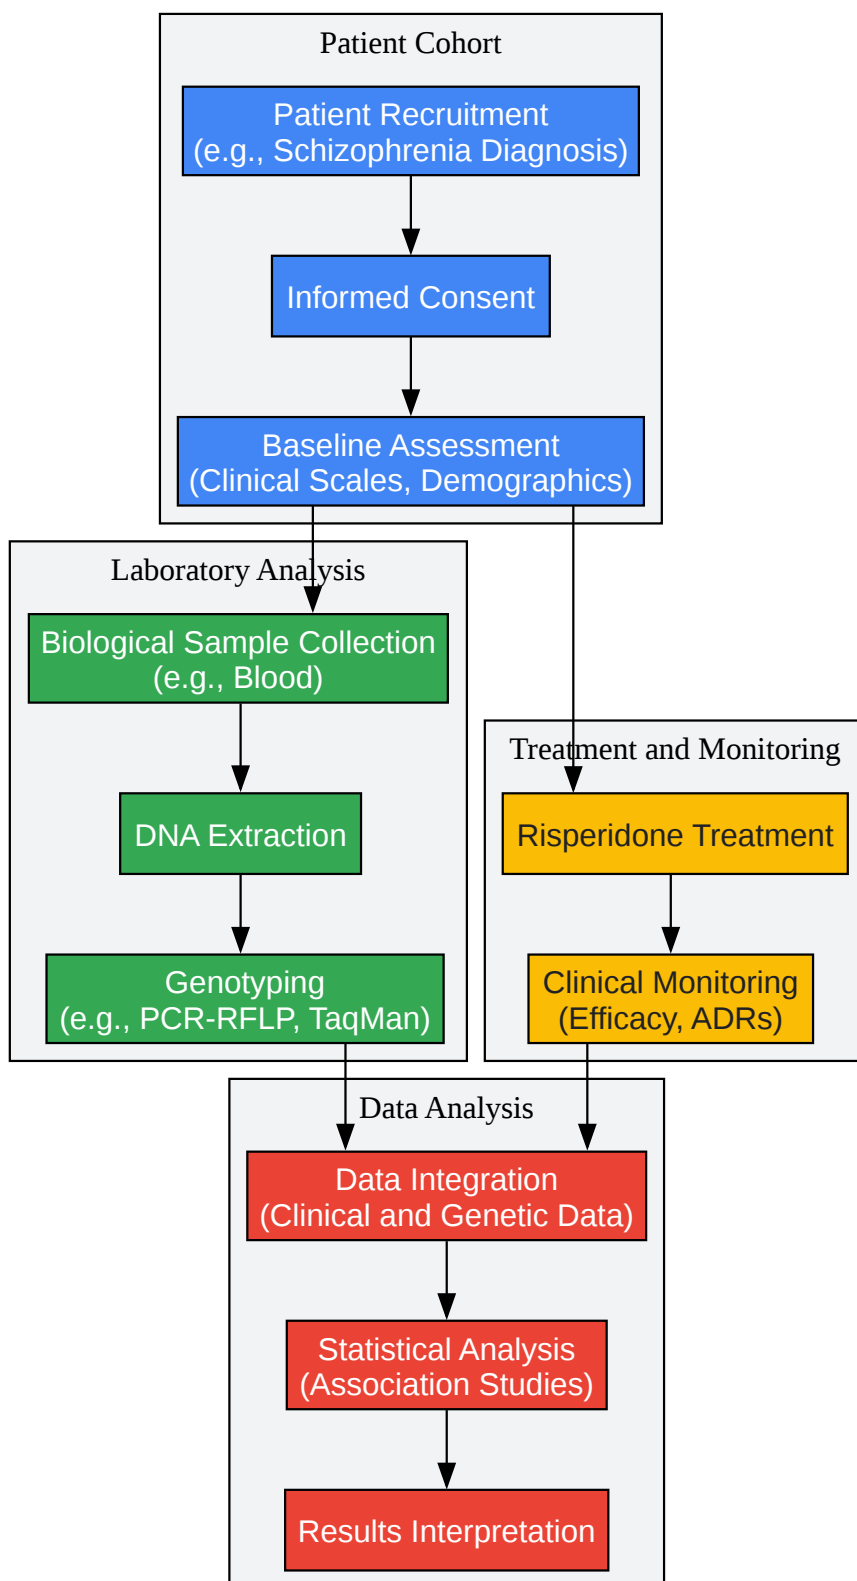 Patient Cohort
Patient Recruitment
(e.g., Schizophrenia Diagnosis)
Informed Consent
Baseline Assessment
(Clinical Scales, Demographics)
Laboratory Analysis
Biological Sample Collection
(e.g., Blood)
DNA Extraction
Genotyping
(e.g., PCR-RFLP, TaqMan)
Treatment and Monitoring
Risperidone Treatment
Clinical Monitoring
(Efficacy, ADRs)
Data Analysis
Data Integration
(Clinical and Genetic Data)
Statistical Analysis
(Association Studies)
Results Interpretation